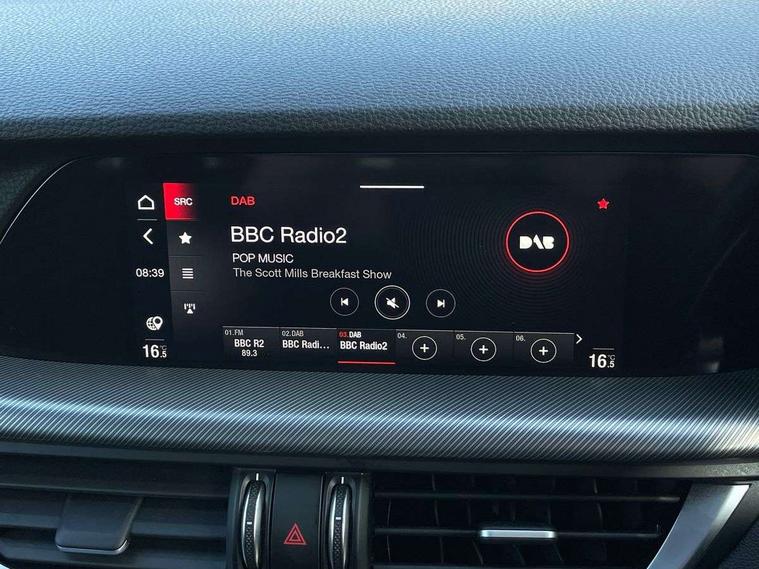 SRC
DAB
BBC Radio2
DAB
POP MUSIC
The Scott Mills Breakfast Show
08:39
01.FM
BBC R2
89.3
02.DAB
BBC Radi...
03.DAB
BBC Radio2
04.
05.
06.
16.5°C
16.5°C